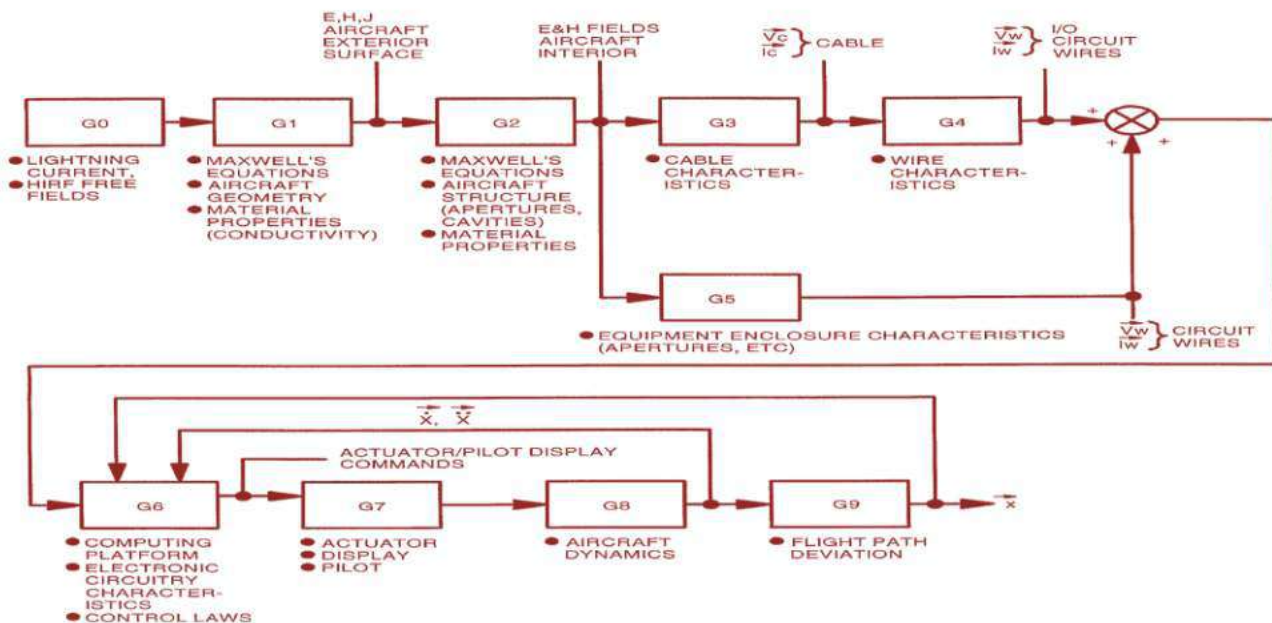 E,H,J
AIRCRAFT
EXTERIOR
SURFACE
E&H FIELDS
AIRCRAFT
INTERIOR
Vc
Ic
CABLE
Vw
Iw
I/O
CIRCUIT
WIRES
G0
G1
G2
G3
G4
+
+
+
● LIGHTNING
CURRENT,
● HIRF FREE
FIELDS
● MAXWELL'S
EQUATIONS
● AIRCRAFT
GEOMETRY
● MATERIAL
PROPERTIES
(CONDUCTIVITY)
● MAXWELL'S
EQUATIONS
● AIRCRAFT
STRUCTURE
(APERTURES,
CAVITIES)
● MATERIAL
PROPERTIES
● CABLE
CHARACTER-
ISTICS
● WIRE
CHARACTER-
ISTICS
G5
● EQUIPMENT ENCLOSURE CHARACTERISTICS
(APERTURES, ETC)
Vw
Iw
CIRCUIT
WIRES
Ẋ, Ẍ
ACTUATOR/PILOT DISPLAY
COMMANDS
G6
G7
G8
G9
x
● COMPUTING
PLATFORM
● ELECTRONIC
CIRCUITRY
CHARACTER-
ISTICS
● CONTROL LAWS
● ACTUATOR
● DISPLAY
● PILOT
● AIRCRAFT
DYNAMICS
● FLIGHT PATH
DEVIATION